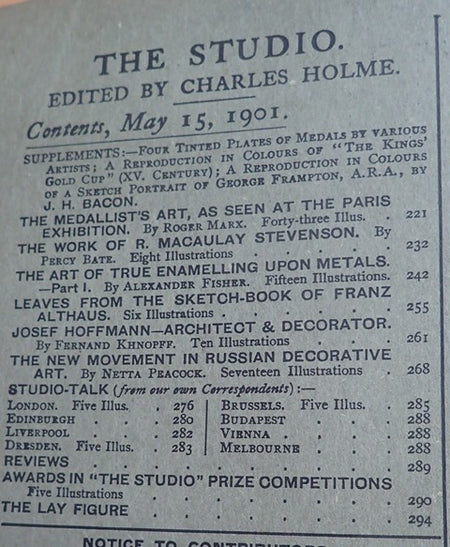 THE STUDIO.
EDITED BY CHARLES HOLME.
Contents, May 15, 1901.
SUPPLEMENTS:—FOUR TINTED PLATES OF MEDALS BY VARIOUS
ARTISTS; A REPRODUCTION IN COLOURS OF "THE KINGS'
GOLD CUP" (XV. CENTURY); A REPRODUCTION IN COLOURS
OF A SKETCH PORTRAIT OF GEORGE FRAMPTON, A.R.A., BY
J. H. BACON.
THE MEDALLIST'S ART, AS SEEN AT THE PARIS
EXHIBITION. By ROGER MARX. Forty-three Illus. . 221
THE WORK OF R. MACAULAY STEVENSON. By
PERCY BATE. Eight Illustrations . . . . 232
THE ART OF TRUE ENAMELLING UPON METALS.
—Part I. By ALEXANDER FISHER. Fifteen Illustrations. 242
LEAVES FROM THE SKETCH-BOOK OF FRANZ
ALTHAUS. Six Illustrations . . . . . 255
JOSEF HOFFMANN—ARCHITECT & DECORATOR.
By FERNAND KHNOPFF. Ten Illustrations . . . 261
THE NEW MOVEMENT IN RUSSIAN DECORATIVE
ART. By NETTA PEACOCK. Seventeen Illustrations . 268
STUDIO-TALK (from our own Correspondents):—
LONDON. Five Illus. . 276 BRUSSELS. Five Illus. . 285
EDINBURGH . . 280 BUDAPEST . . . 288
LIVERPOOL . . 282 VIENNA . . . . 288
DRESDEN. Five Illus. . 283 MELBOURNE . . . 288
REVIEWS . . . . . . . . 289
AWARDS IN "THE STUDIO" PRIZE COMPETITIONS
Five Illustrations . . . . . . . 290
THE LAY FIGURE . . . . . . . 294
NOTICE TO CONTRIBUTORS